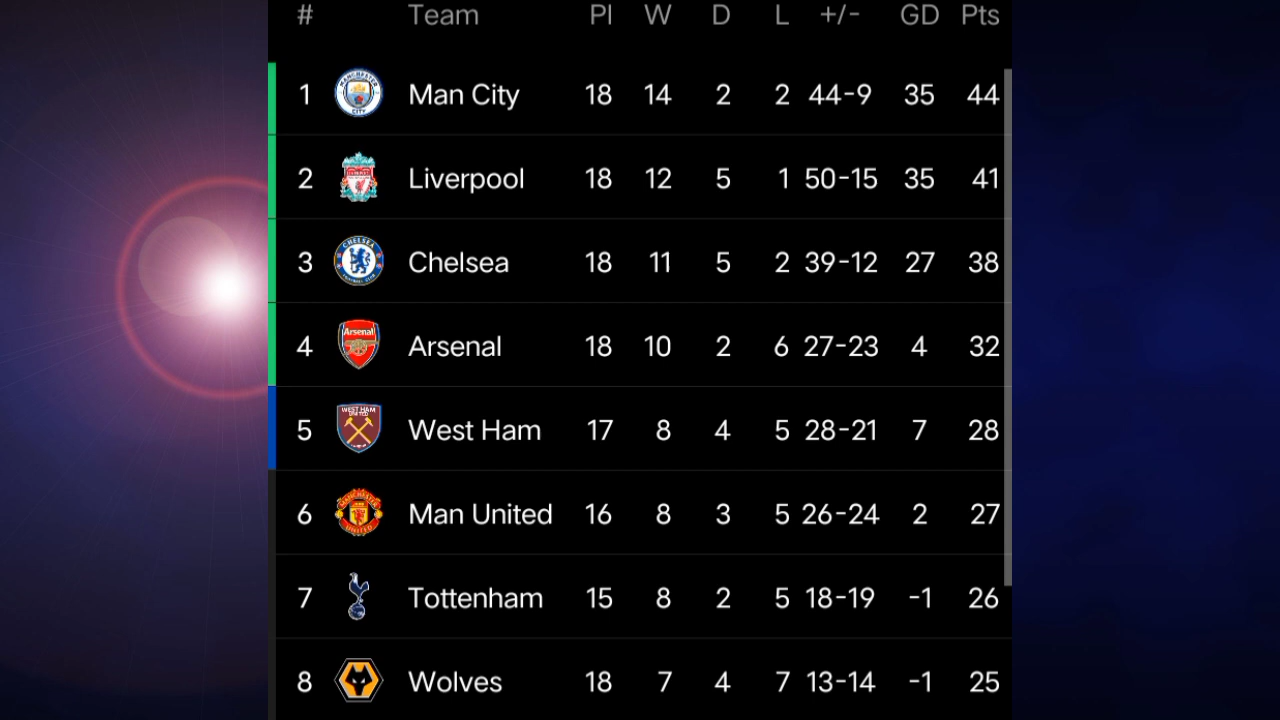 # Team Pl W D L +/- GD Pts
1 Man City 18 14 2 2 44-9 35 44
2 Liverpool 18 12 5 1 50-15 35 41
3 Chelsea 18 11 5 2 39-12 27 38
4 Arsenal 18 10 2 6 27-23 4 32
5 West Ham 17 8 4 5 28-21 7 28
6 Man United 16 8 3 5 26-24 2 27
7 Tottenham 15 8 2 5 18-19 -1 26
8 Wolves 18 7 4 7 13-14 -1 25